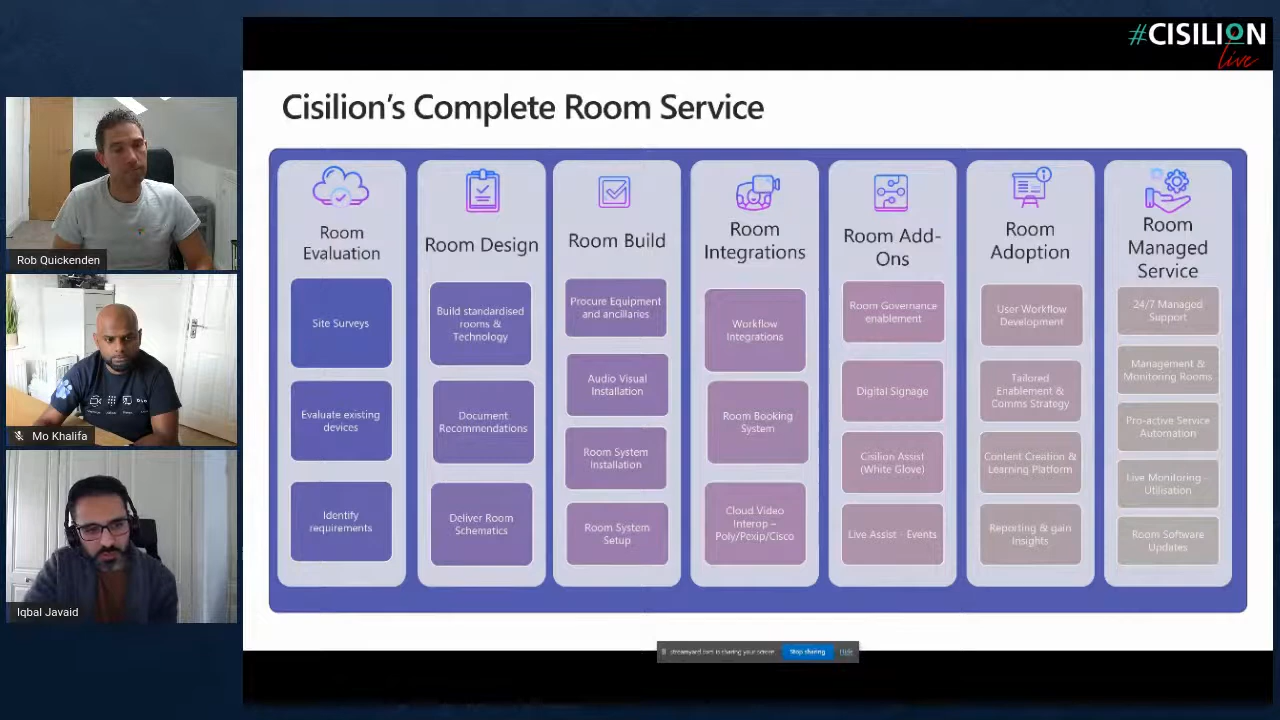 #CISILION
live
Cisilion's Complete Room Service
Room
Evaluation
Site Surveys
Evaluate existing
devices
Identify
requirements
Room Design
Build standardised
rooms &
Technology
Document
Recommendations
Deliver Room
Schematics
Room Build
Procure Equipment
and ancillaries
Audio Visual
Installation
Room System
Installation
Room System
Setup
Room
Integrations
Workflow
Integrations
Room Booking
System
Cloud Video
Interop –
Poly/Pexip/Cisco
Room Add-
Ons
Room Governance
enablement
Digital Signage
Cisilion Assist
(White Glove)
Live Assist - Events
Room
Adoption
User Workflow
Development
Tailored
Enablement &
Comms Strategy
Content Creation &
Learning Platform
Reporting & gain
Insights
Room
Managed
Service
24/7 Managed
Support
Management &
Monitoring Rooms
Pro-active Service
Automation
Live Monitoring -
Utilisation
Room Software
Updates
Rob Quickenden
Mo Khalifa
Iqbal Javaid
is sharing your screen.
Stop sharing
Hide